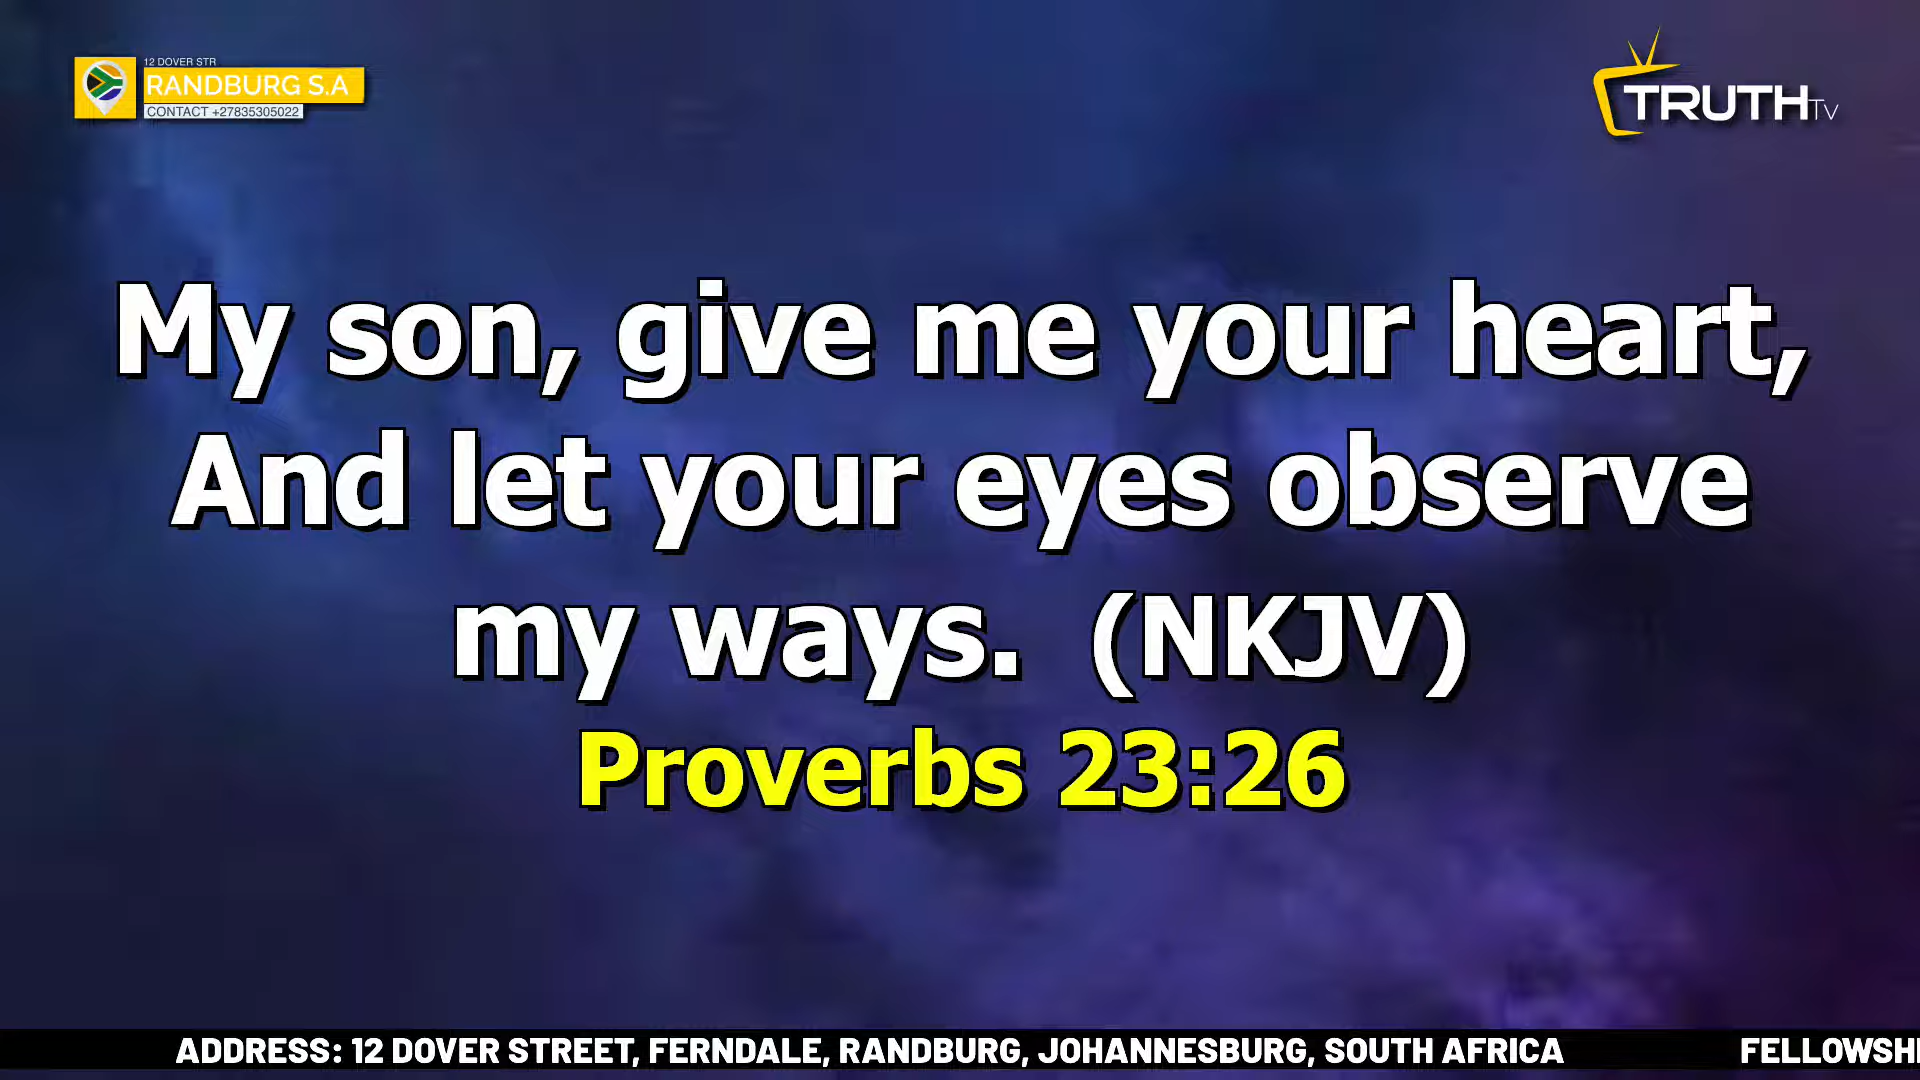 12 DOVER STR
RANDBURG S.A
CONTACT +27835305022
TRUTH TV
My son, give me your heart,
And let your eyes observe
my ways.  (NKJV)
Proverbs 23:26
ADDRESS: 12 DOVER STREET, FERNDALE, RANDBURG, JOHANNESBURG, SOUTH AFRICA